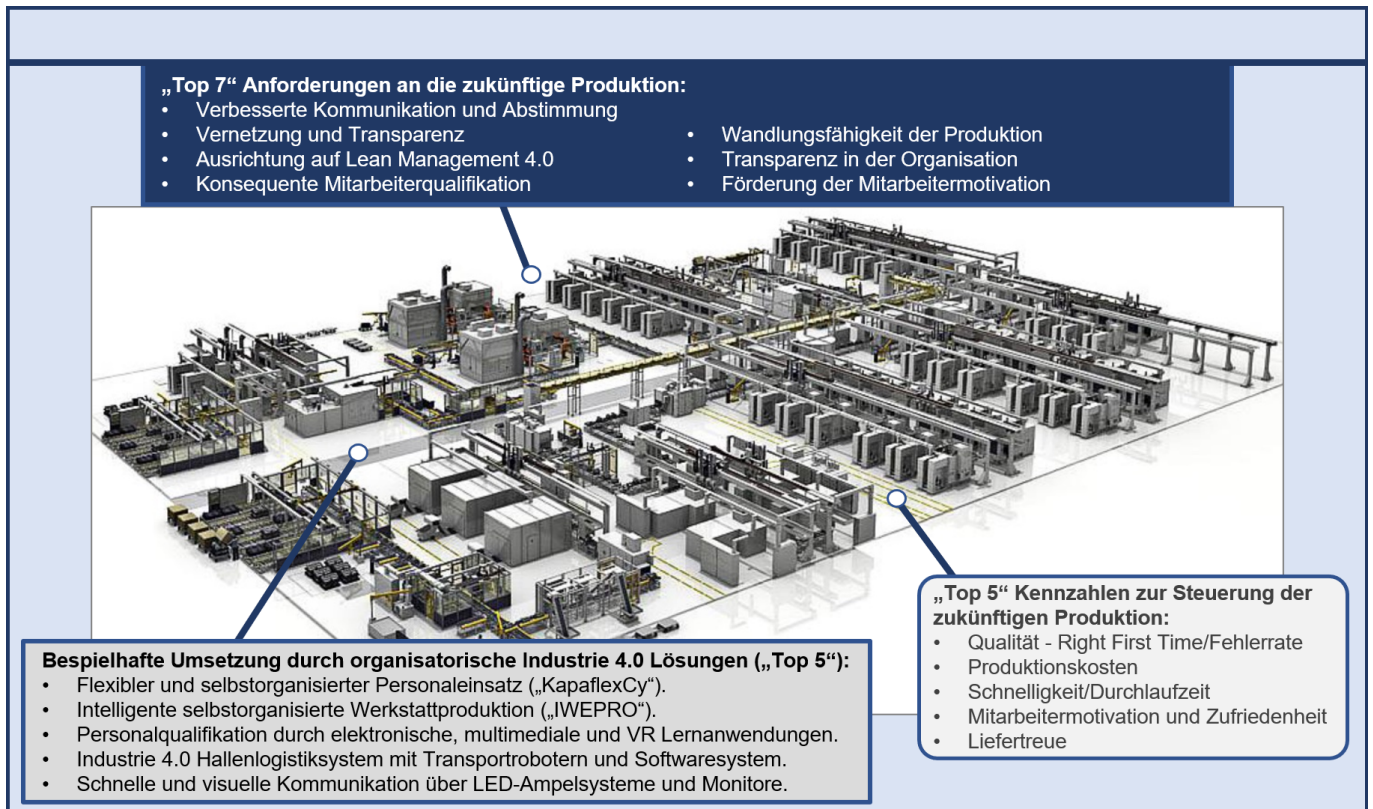 „Top 7“ Anforderungen an die zukünftige Produktion:
• Verbesserte Kommunikation und Abstimmung
• Vernetzung und Transparenz
• Ausrichtung auf Lean Management 4.0
• Konsequente Mitarbeiterqualifikation
• Wandlungsfähigkeit der Produktion
• Transparenz in der Organisation
• Förderung der Mitarbeitermotivation
„Top 5“ Kennzahlen zur Steuerung der
zukünftigen Produktion:
• Qualität - Right First Time/Fehlerrate
• Produktionskosten
• Schnelligkeit/Durchlaufzeit
• Mitarbeitermotivation und Zufriedenheit
• Liefertreue
Bespielhafte Umsetzung durch organisatorische Industrie 4.0 Lösungen („Top 5“):
• Flexibler und selbstorganisierter Personaleinsatz („KapaflexCy“).
• Intelligente selbstorganisierte Werkstattproduktion („IWEPRO“).
• Personalqualifikation durch elektronische, multimediale und VR Lernanwendungen.
• Industrie 4.0 Hallenlogistiksystem mit Transportrobotern und Softwaresystem.
• Schnelle und visuelle Kommunikation über LED-Ampelsysteme und Monitore.